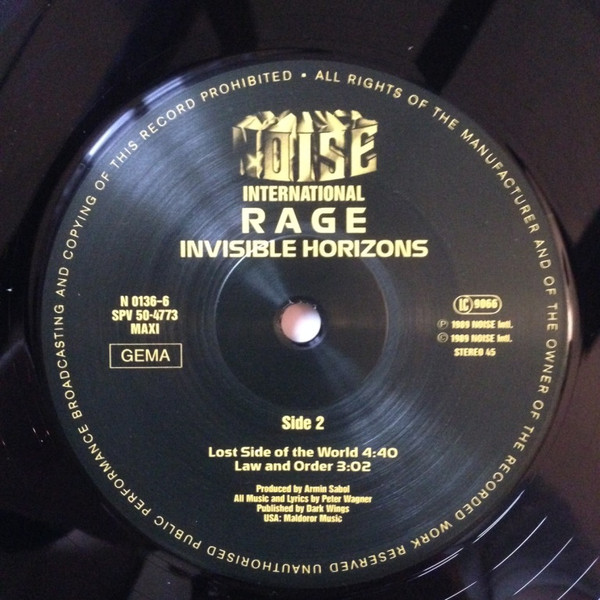 ALL RIGHTS OF THE MANUFACTURER AND OF THE OWNER OF THE RECORDED WORK RESERVED UNAUTHORISED PUBLIC PERFORMANCE BROADCASTING AND COPYING OF THIS RECORD PROHIBITED •
NOISE
INTERNATIONAL
RAGE
INVISIBLE HORIZONS
N 0136-6
SPV 50-4773
MAXI
GEMA
LC 9066
Ⓟ 1989 NOISE Intl.
© 1989 NOISE Intl.
STEREO 45
Side 2
Lost Side of the World 4:40
Law and Order 3:02
Produced by Armin Sabol
All Music and Lyrics by Peter Wagner
Published by Dark Wings
USA: Maldoror Music